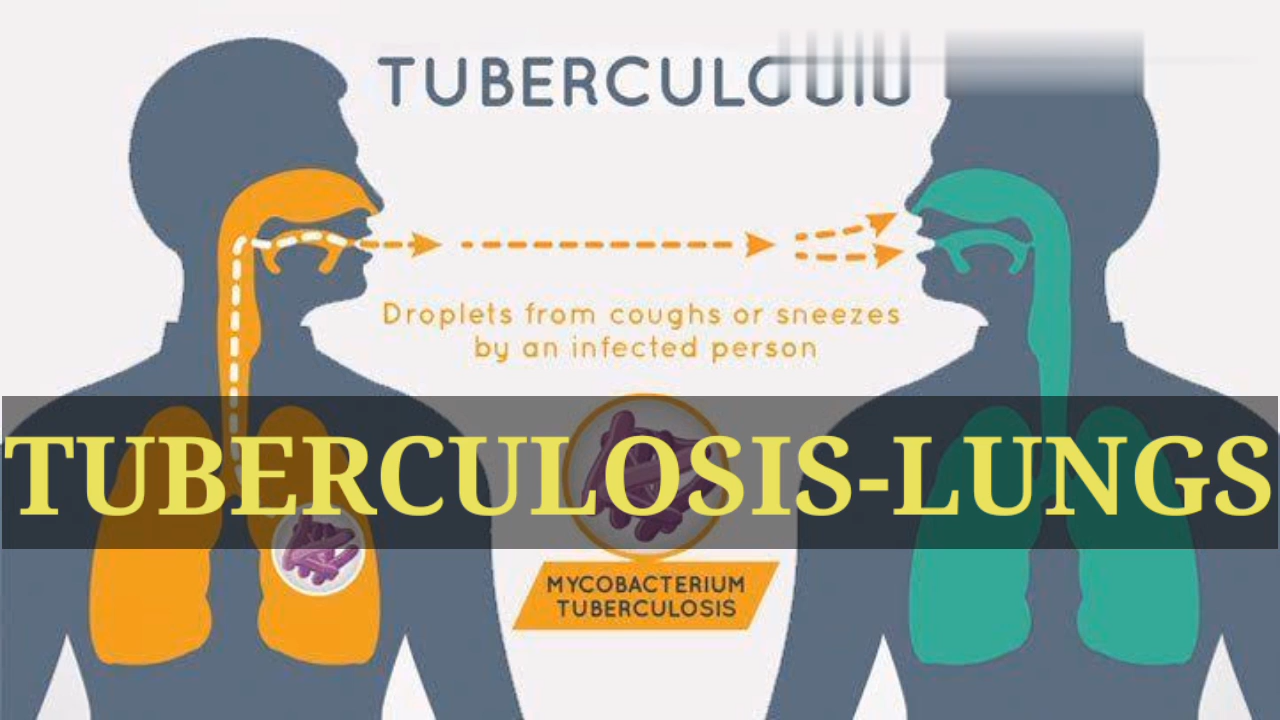 Droplets from coughs or sneezes
by an infected person
TUBERCULOSIS-LUNGS
MYCOBACTERIUM
TUBERCULOSIS